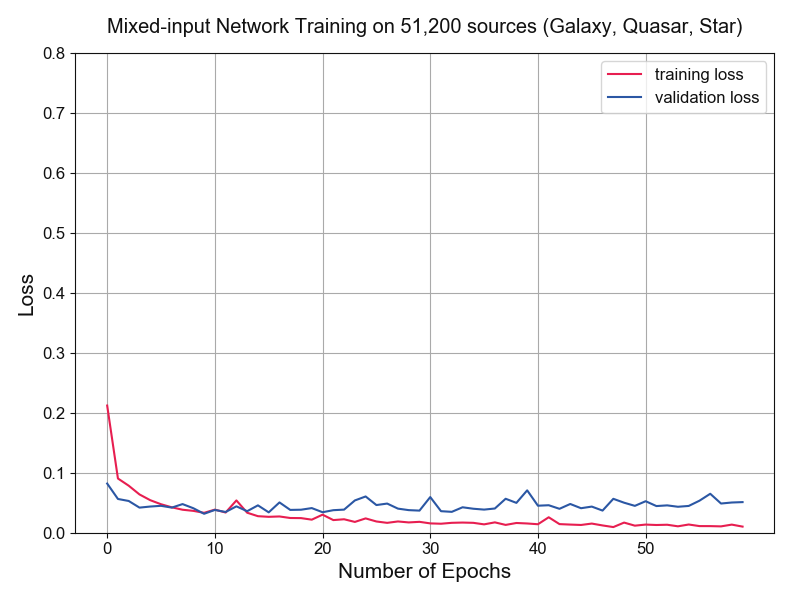 Mixed-input Network Training on 51,200 sources (Galaxy, Quasar, Star)
training loss
validation loss
Loss
0.8
0.7
0.6
0.5
0.4
0.3
0.2
0.1
0.0
0 10 20 30 40 50
Number of Epochs